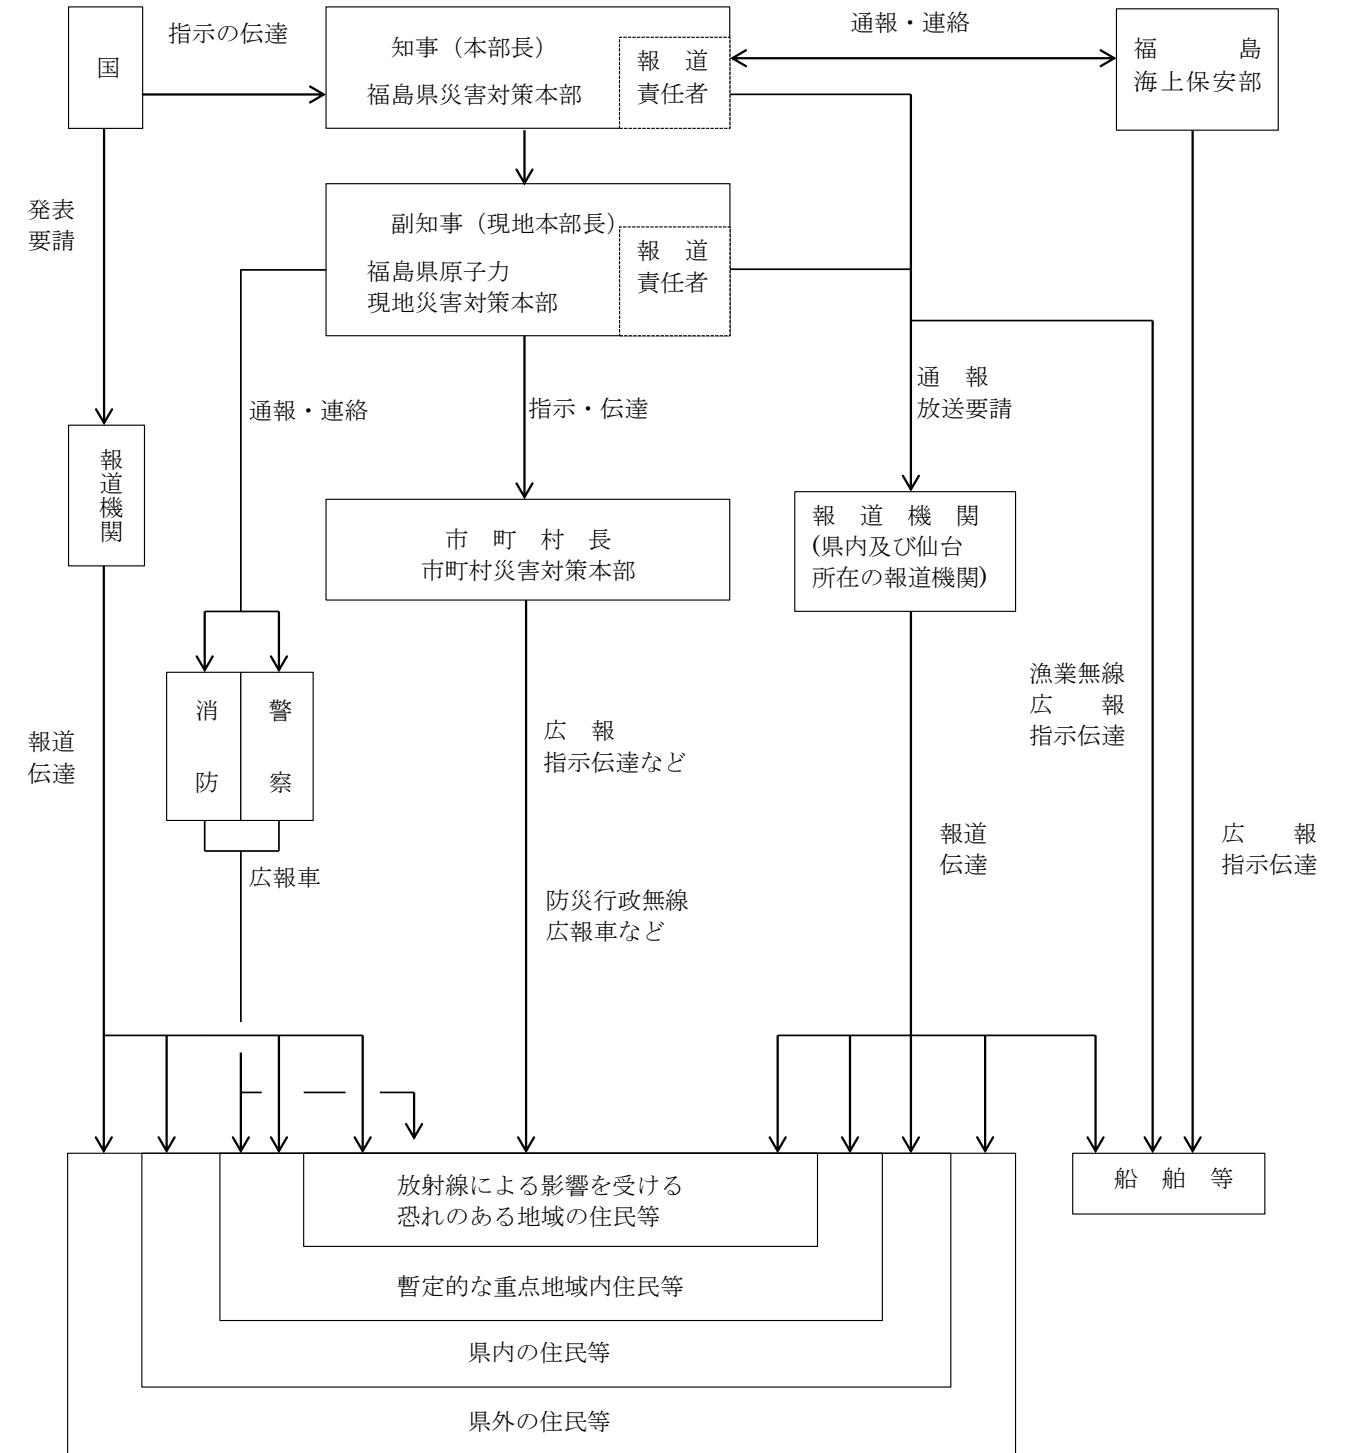 指示の伝達
通報・連絡
国
知事（本部長）
福島県災害対策本部
報　道
責任者
福　　　島
海上保安部
発表
要請
副知事（現地本部長）
福島県原子力
現地災害対策本部
報　道
責任者
通報・連絡
指示・伝達
通　報
放送要請
報道機関
市　町　村　長
市町村災害対策本部
報　道　機　関
(県内及び仙台
所在の報道機関)
消防
警察
漁業無線
広　　報
指示伝達
報道
伝達
広　報
指示伝達など
報道
伝達
広　　報
指示伝達
広報車
防災行政無線
広報車など
放射線による影響を受ける
恐れのある地域の住民等
船　舶　等
暫定的な重点地域内住民等
県内の住民等
県外の住民等